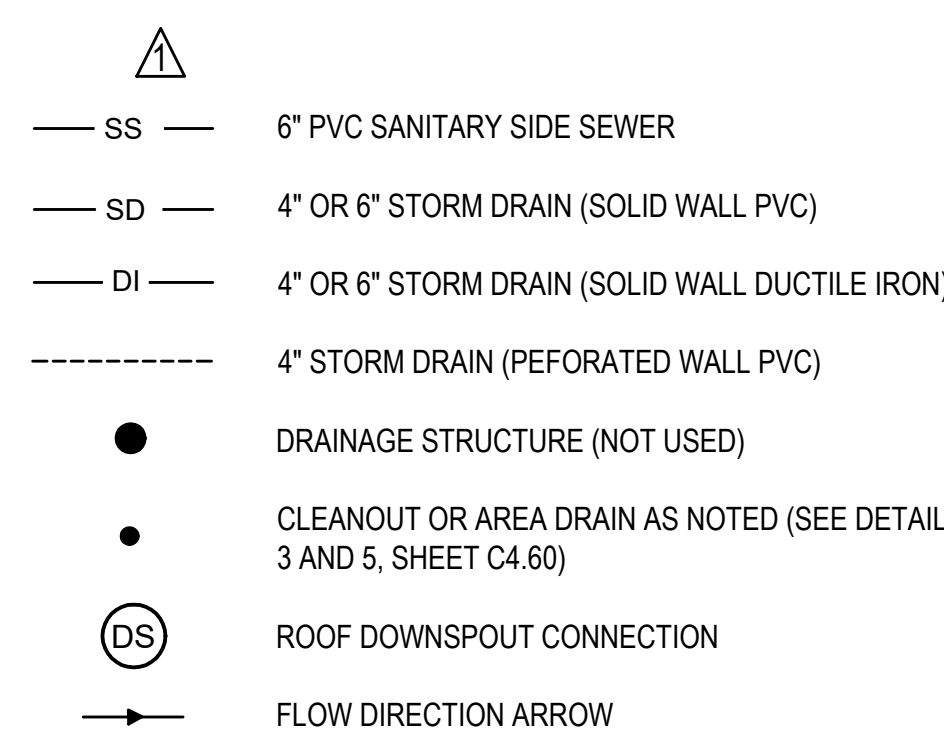 1
SS 6" PVC SANITARY SIDE SEWER
SD 4" OR 6" STORM DRAIN (SOLID WALL PVC)
DI 4" OR 6" STORM DRAIN (SOLID WALL DUCTILE IRON)
4" STORM DRAIN (PEFORATED WALL PVC)
DRAINAGE STRUCTURE (NOT USED)
CLEANOUT OR AREA DRAIN AS NOTED (SEE DETAIL
3 AND 5, SHEET C4.60)
DS ROOF DOWNSPOUT CONNECTION
FLOW DIRECTION ARROW